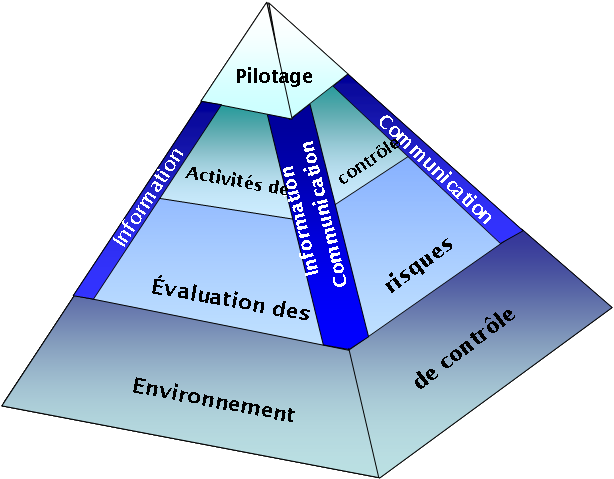 Pilotage
Activités de
contrôle
Information
Information
Communication
Communication
Évaluation des
risques
Environnement
de contrôle